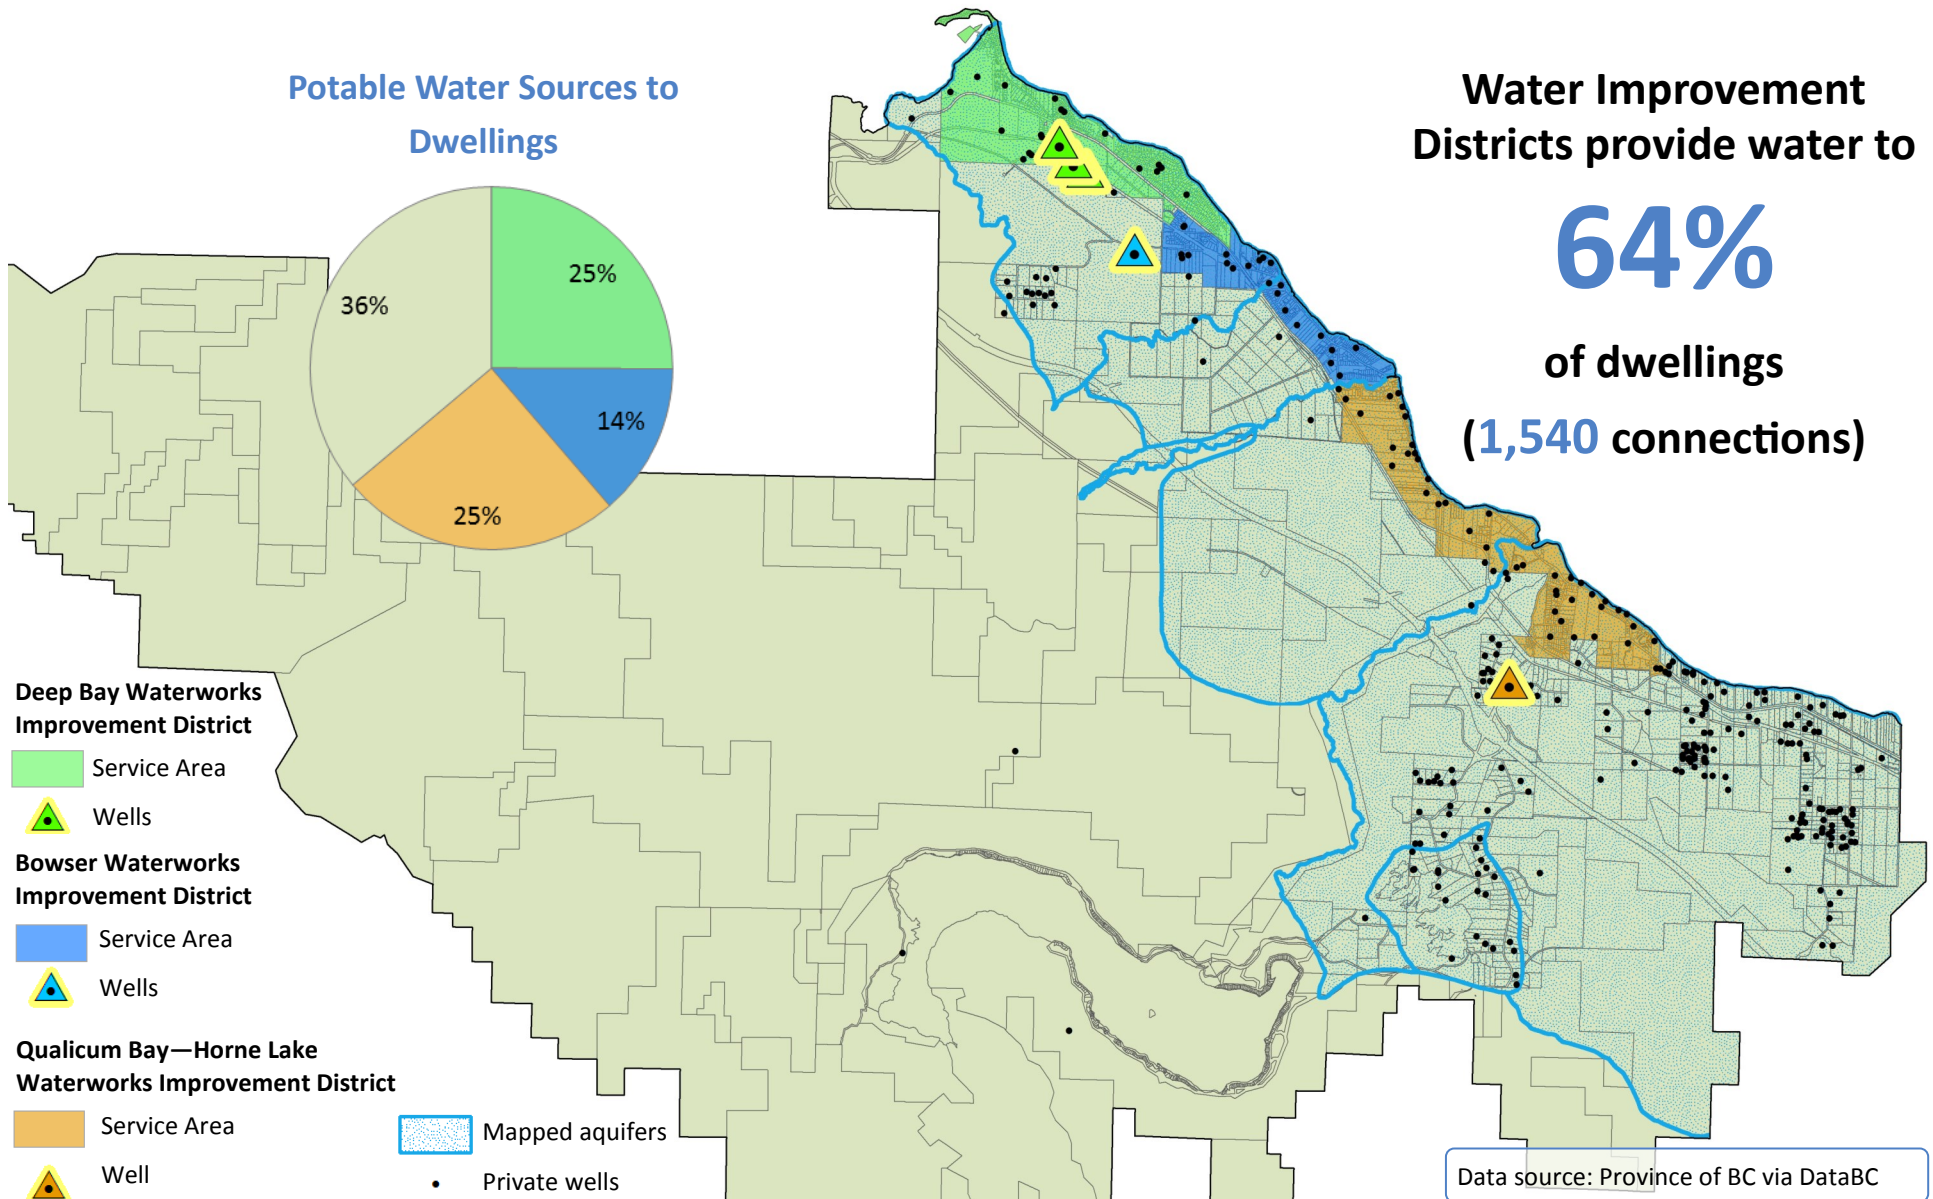 Potable Water Sources to
Dwellings
25%
36%
14%
25%
Water Improvement
Districts provide water to
64%
of dwellings
(1,540 connections)
Deep Bay Waterworks
Improvement District
Service Area
Wells
Bowser Waterworks
Improvement District
Service Area
Wells
Qualicum Bay—Horne Lake
Waterworks Improvement District
Service Area
Well
Mapped aquifers
Private wells
Data source: Province of BC via DataBC